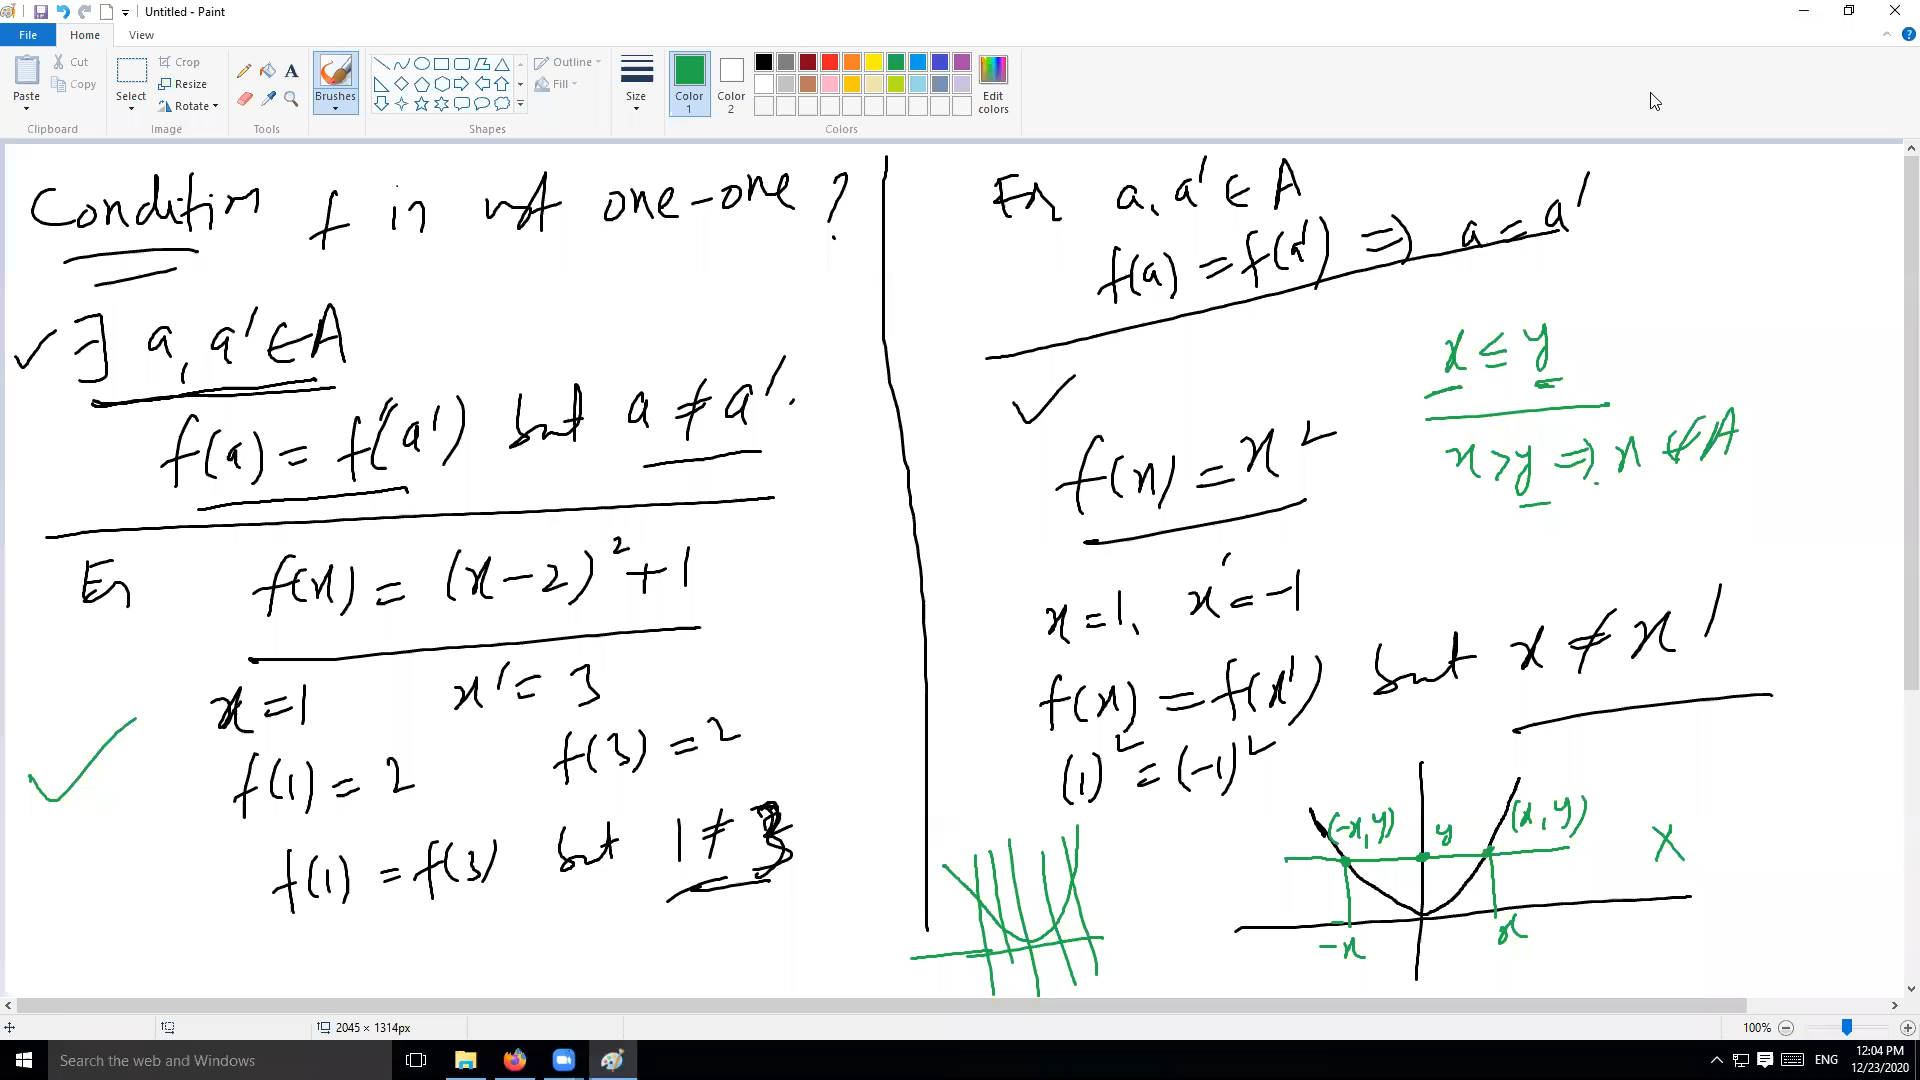 Untitled - Paint
File Home View
Paste
Cut
Copy
Clipboard
Select
Crop
Resize
Rotate
Image
Tools
Brushes
Shapes
Outline
Fill
Size
Color 1
Color 2
Edit colors
Colors
Condition f is not one-one?
∃ a, a' ∈ A
f(a) = f(a') but a ≠ a'.
Ex f(x) = (x-2)² + 1
x = 1 x' = 3
f(1) = 2 f(3) = 2
f(1) = f(3) but 1 ≠ 3
For a, a' ∈ A
f(a) = f(a') ⇒ a = a'
x ≤ y
x > y ⇒ x ∉ A
f(x) = x²
x = 1, x' = -1
f(x) = f(x') but x ≠ x'
(1)² = (-1)²
(-x, y) y (x, y) X
-x x
2045 × 1314px
100%
Search the web and Windows
ENG
12:04 PM
12/23/2020